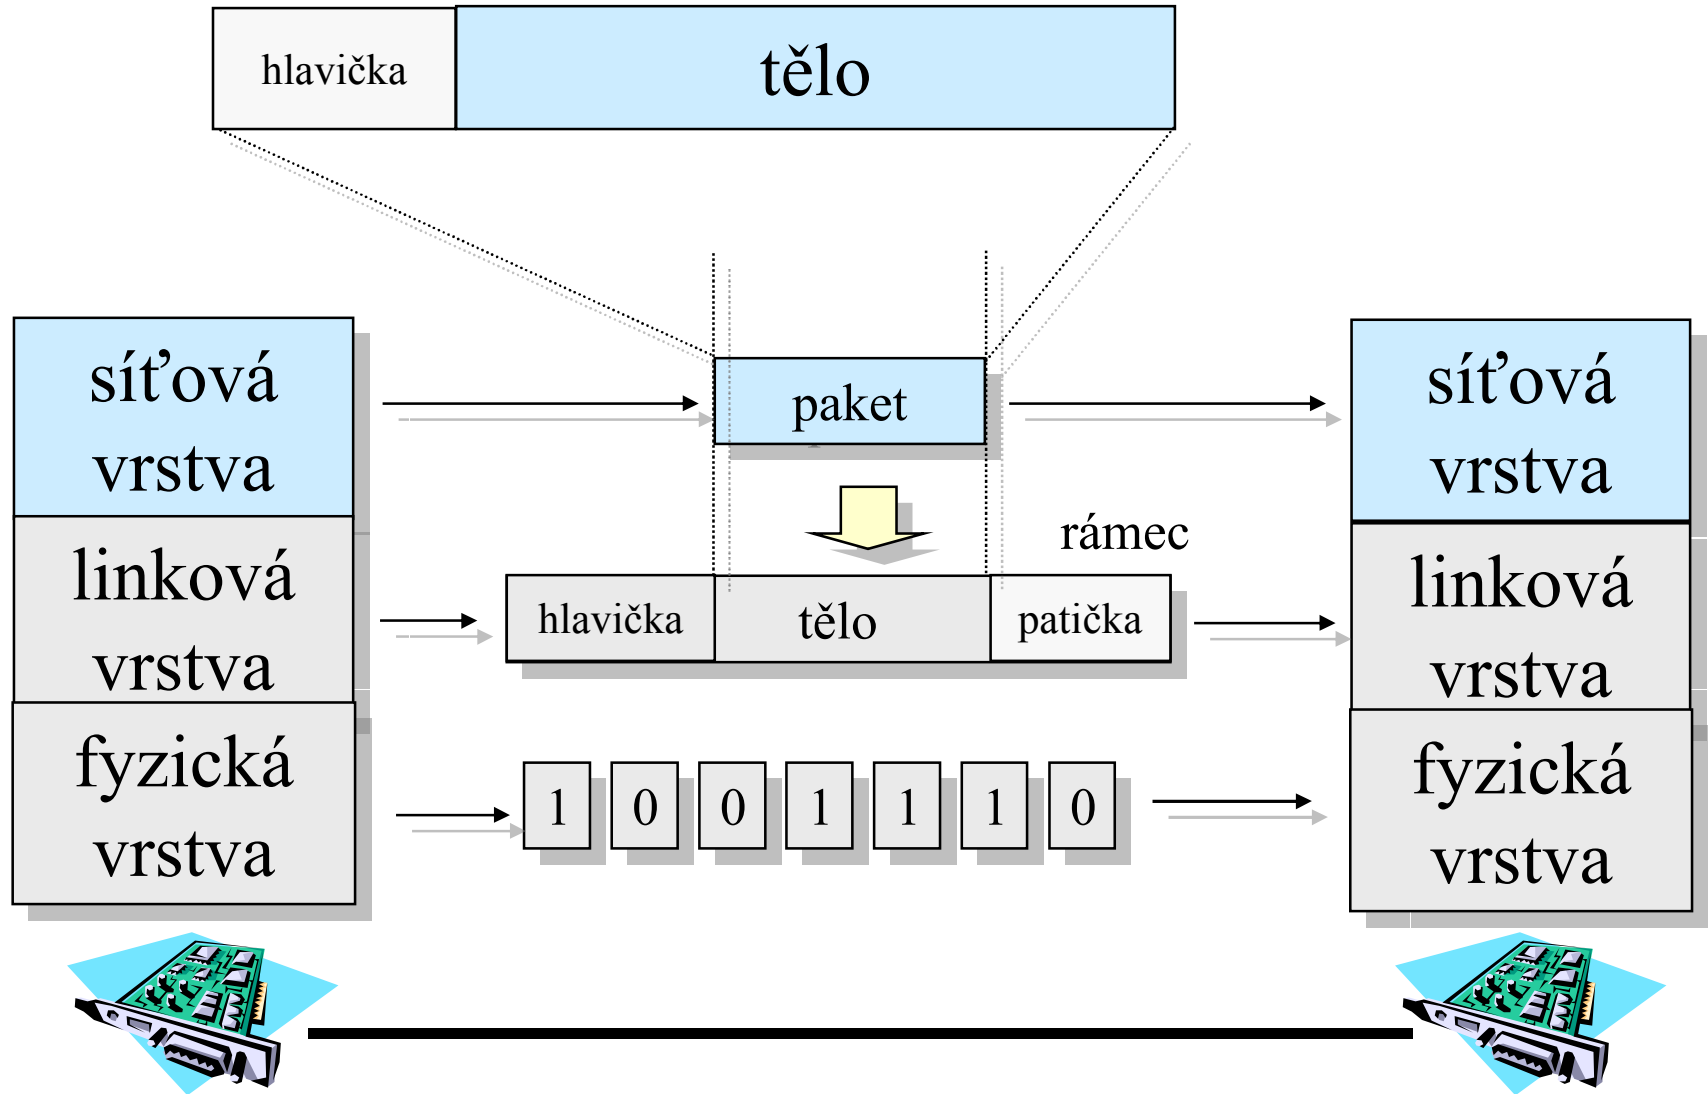 hlavička
tělo
síťová
vrstva
paket
síťová
vrstva
rámec
linková
vrstva
hlavička
tělo
patička
linková
vrstva
fyzická
vrstva
1
0
0
1
1
1
0
fyzická
vrstva